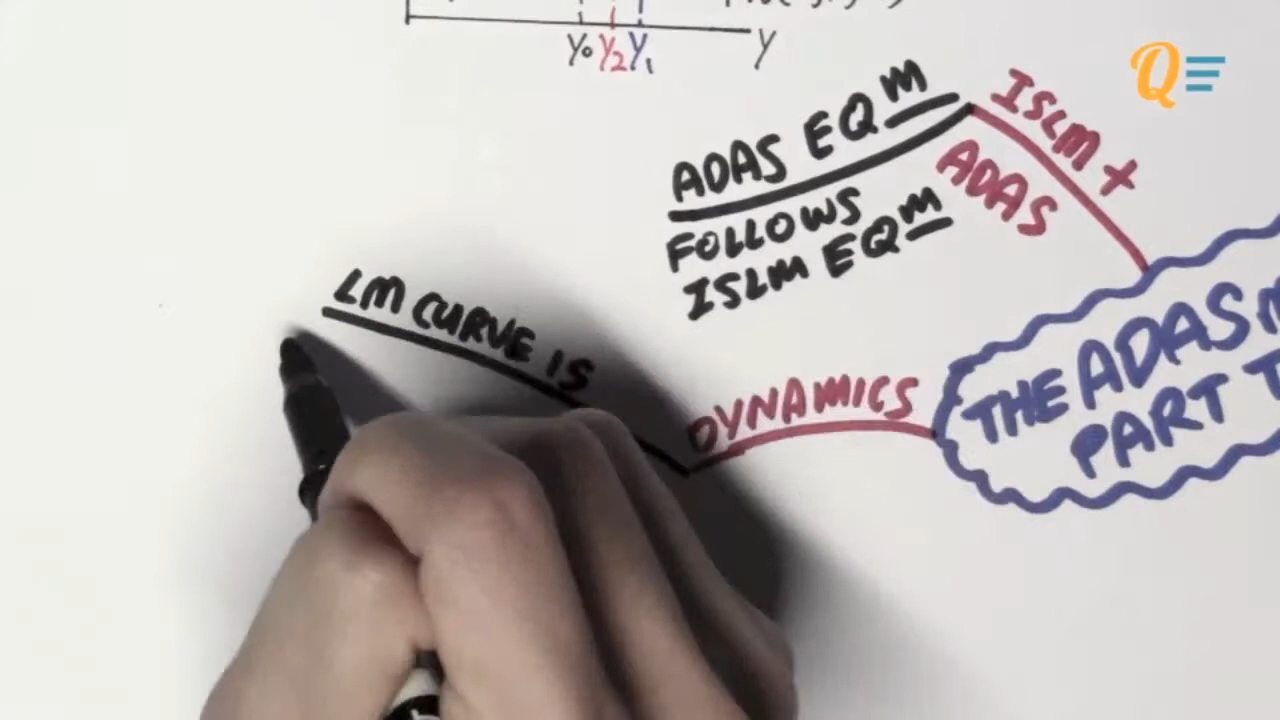 Y₀ Y₂ Y₁ Y
Q
ADAS EQM
FOLLOWS
ISLM EQM
ISLM +
ADAS
LM CURVE IS
DYNAMICS
THE ADAS
PART